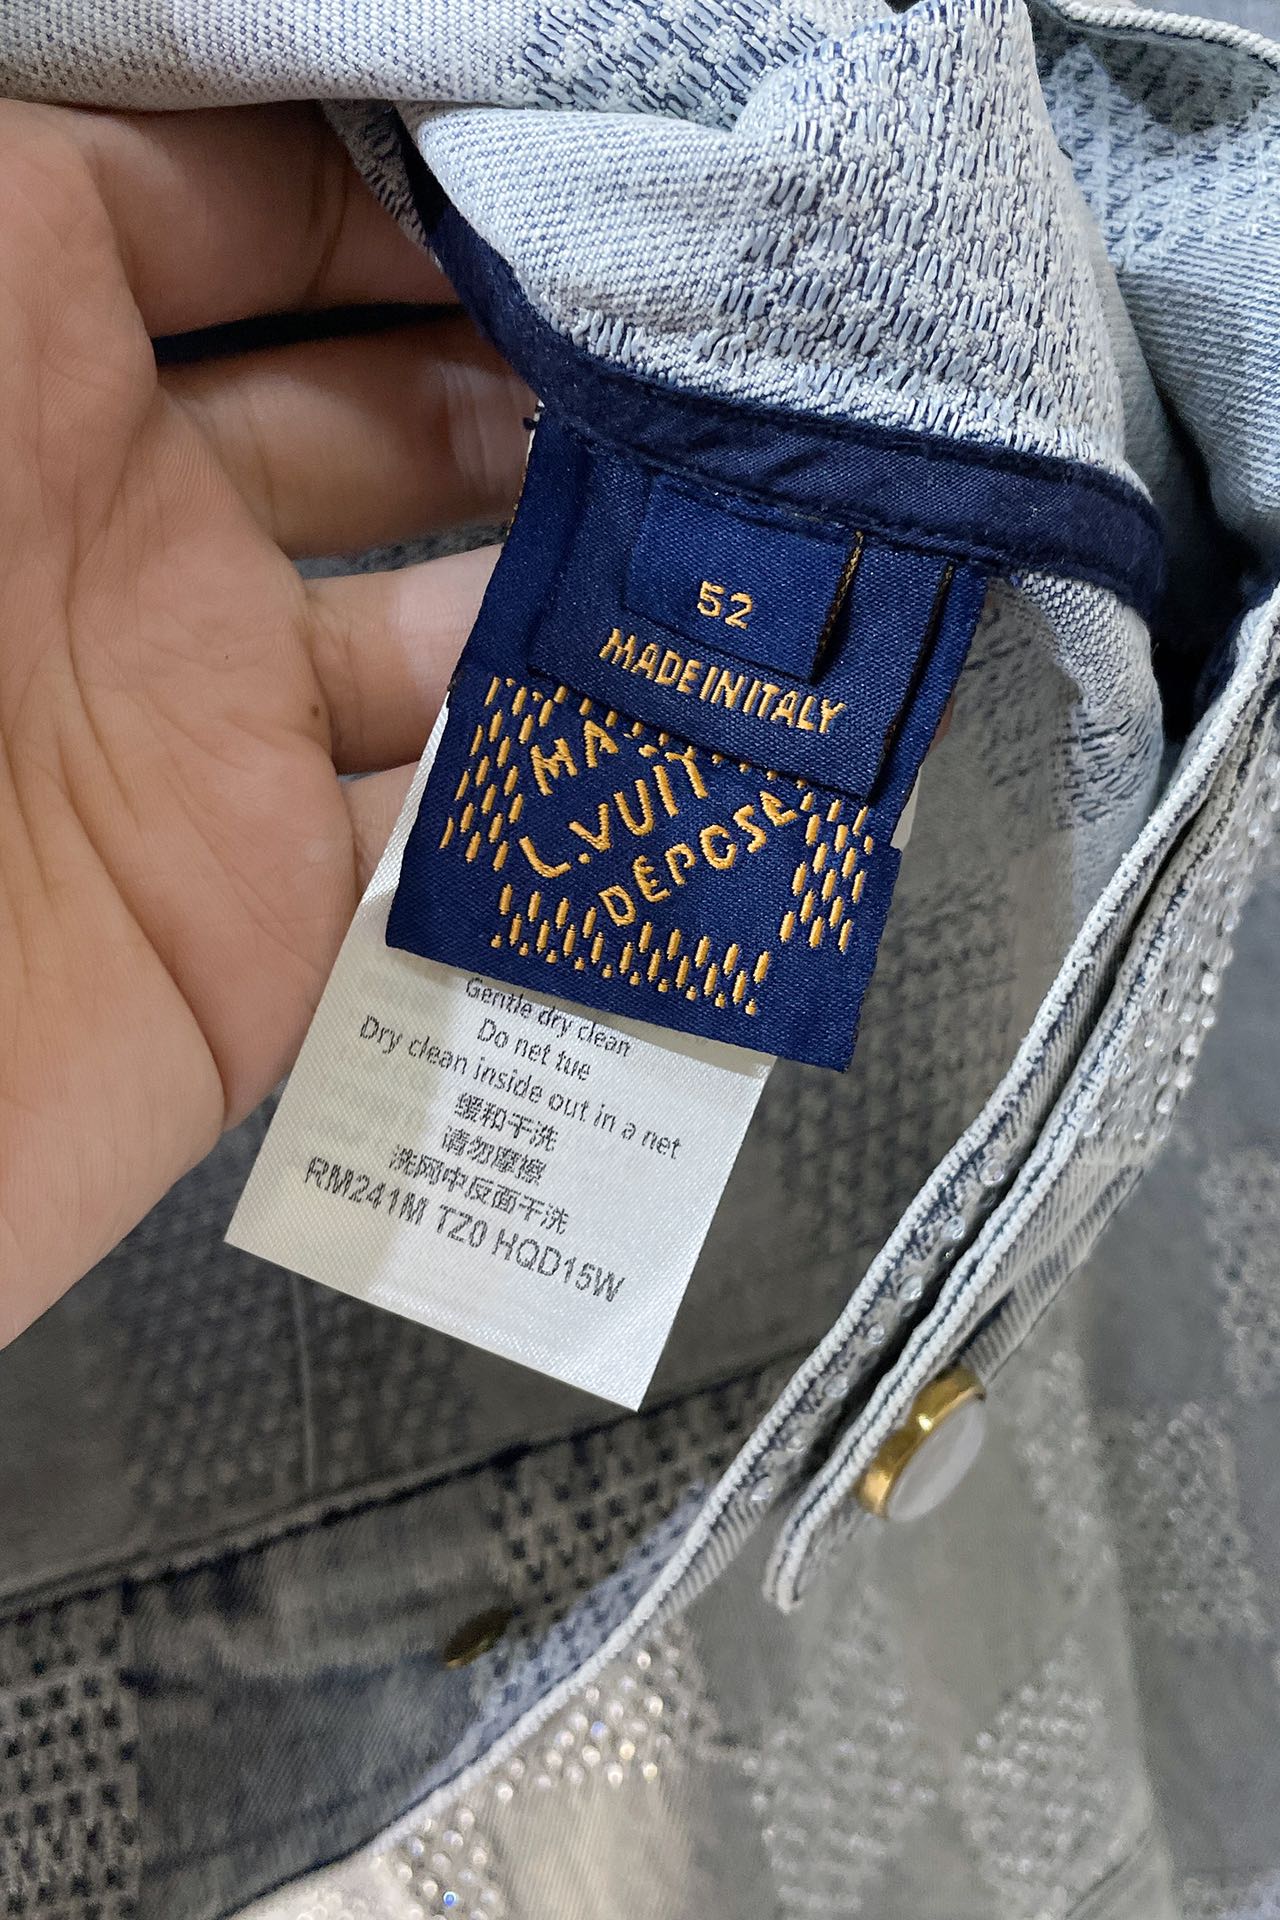 52
MADE IN ITALY
MA
L.VUIT
DÉPOSÉ
Gentle dry clean
Do net tue
Dry clean inside out in a net
缓和干洗
请勿摩擦
洗网中反面干洗
RM241M TZ0 HQD15W